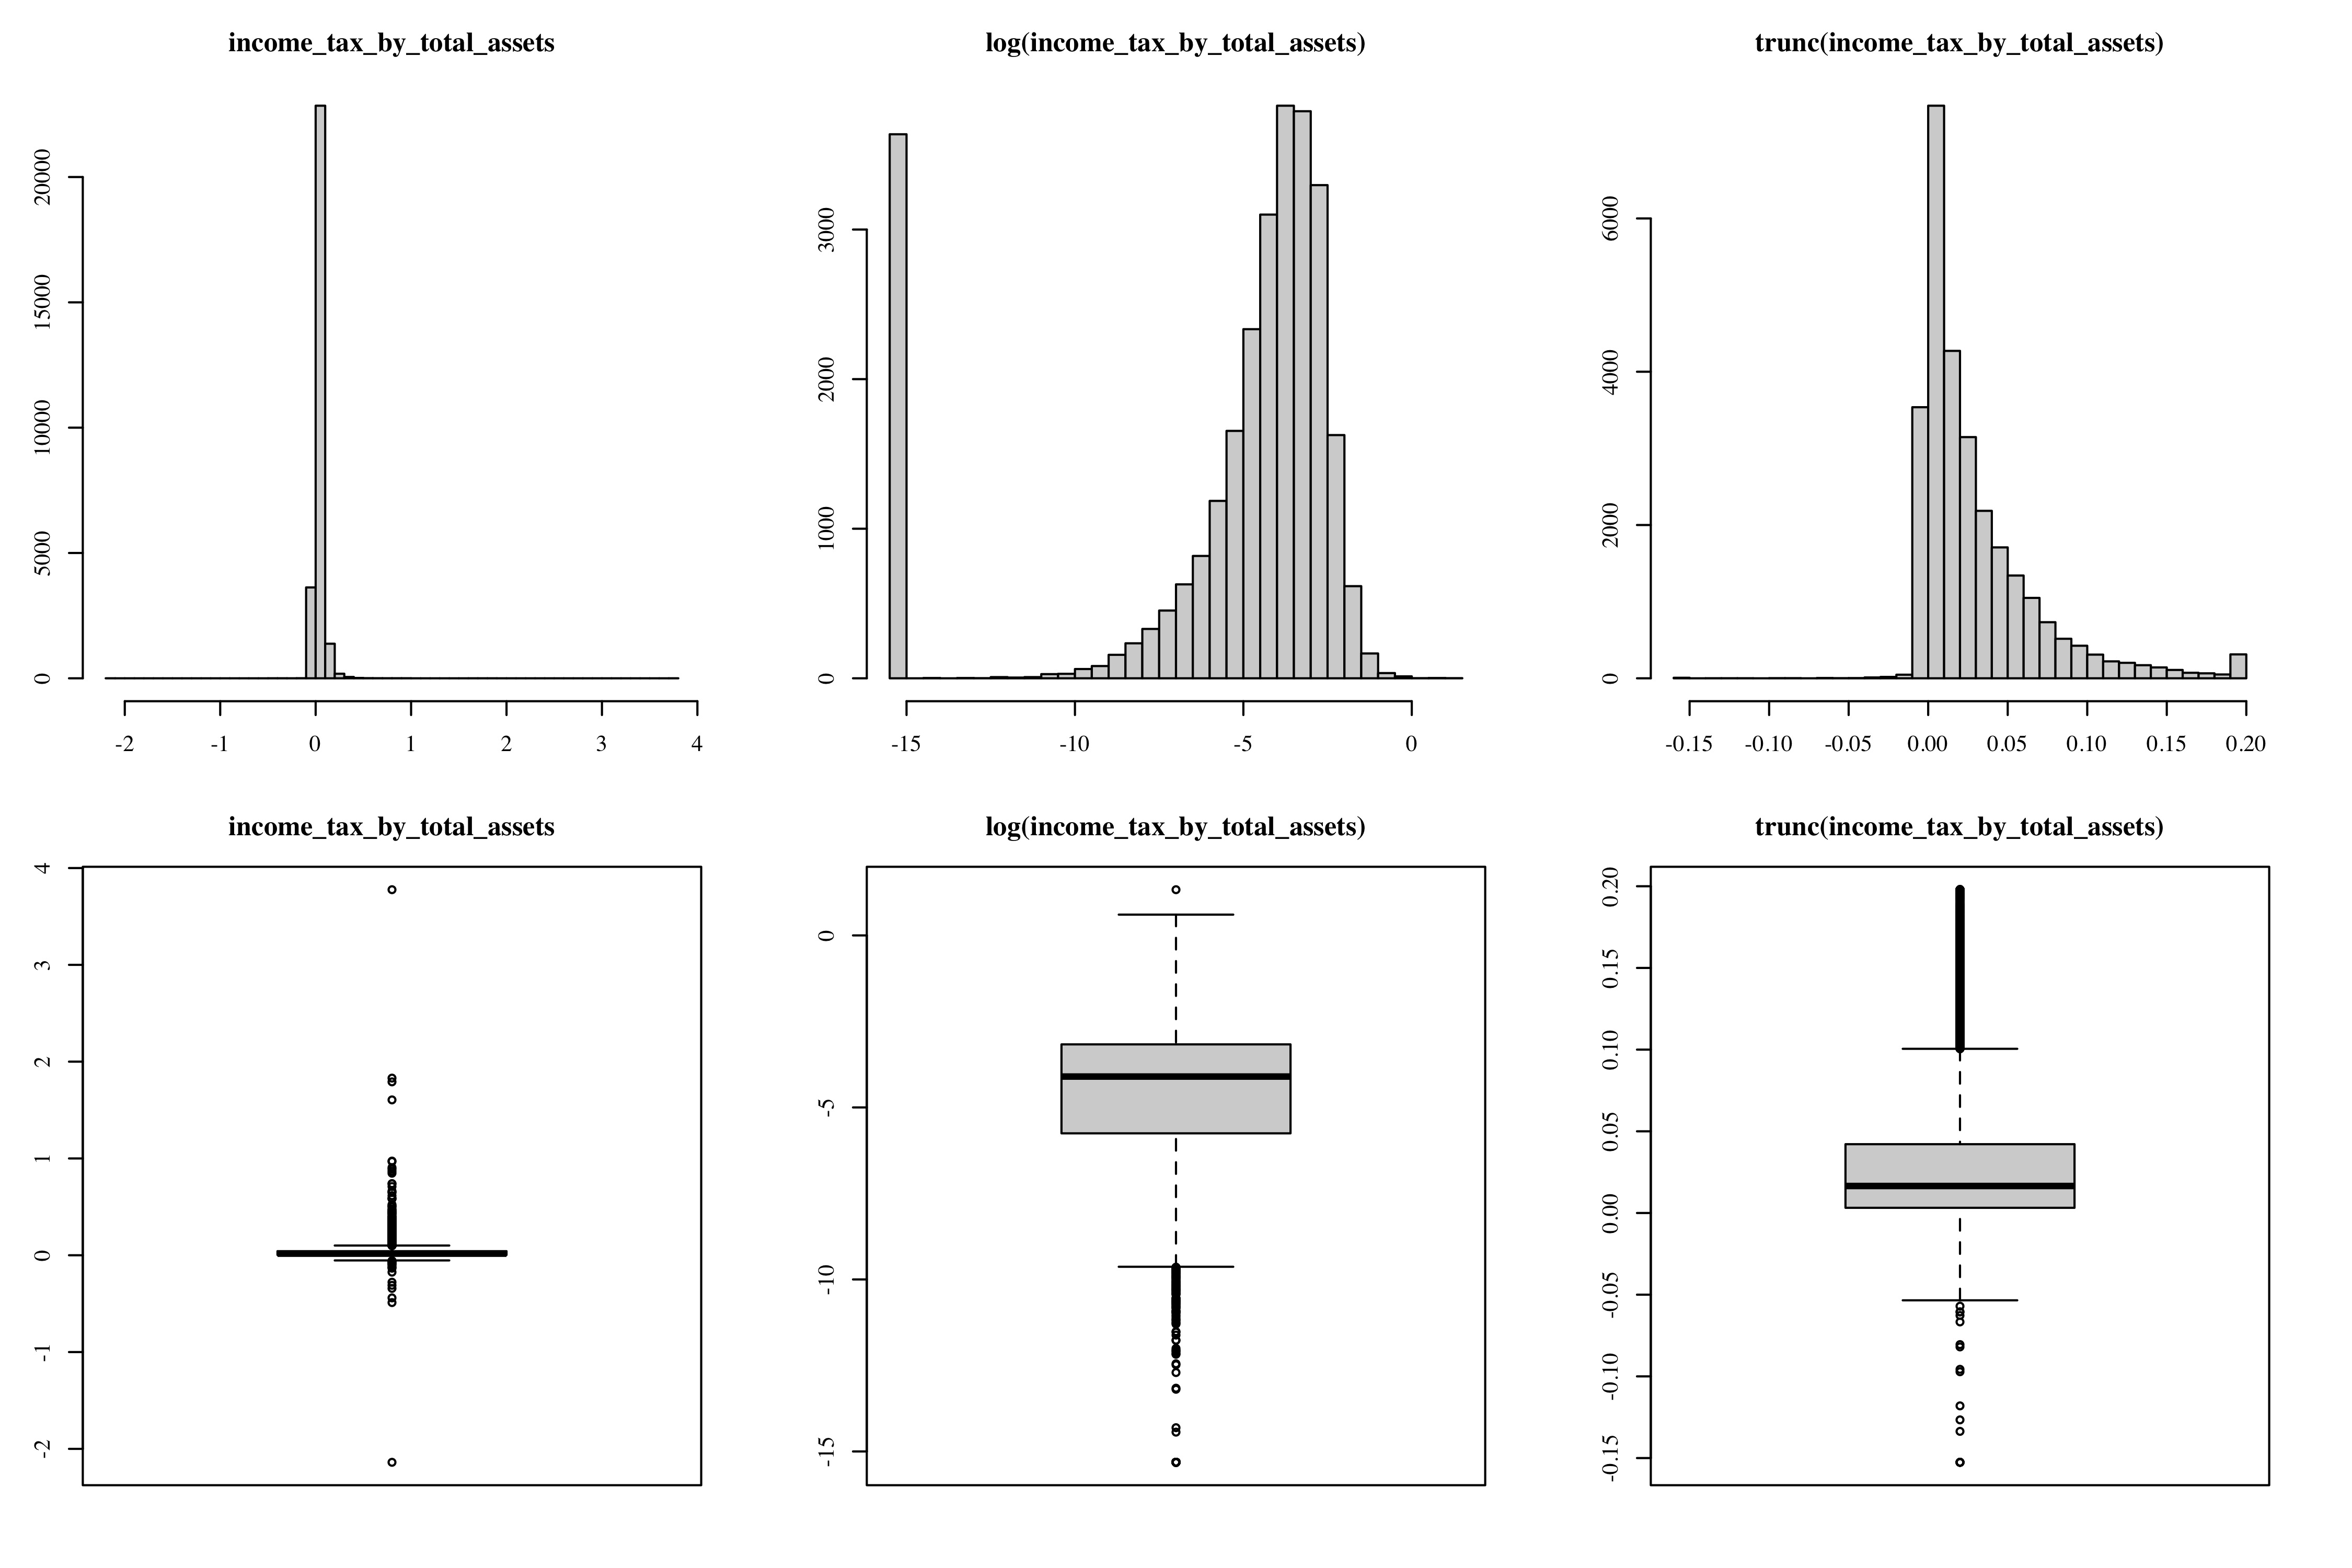 income_tax_by_total_assets
log(income_tax_by_total_assets)
trunc(income_tax_by_total_assets)
0 5000 10000 15000 20000
-2 -1 0 1 2 3 4
0 1000 2000 3000
-15 -10 -5 0
0 2000 4000 6000
-0.15 -0.10 -0.05 0.00 0.05 0.10 0.15 0.20
income_tax_by_total_assets
log(income_tax_by_total_assets)
trunc(income_tax_by_total_assets)
-2 -1 0 1 2 3 4
-15 -10 -5 0
-0.15 -0.10 -0.05 0.00 0.05 0.10 0.15 0.20